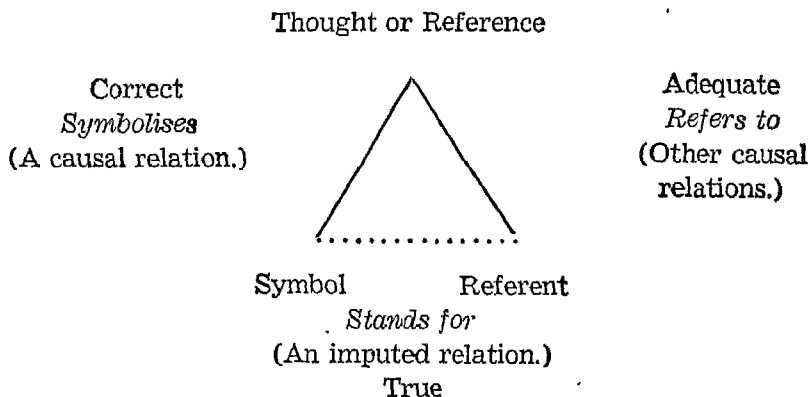 Thought or Reference
Correct
Symbolises
(A causal relation.)
Adequate
Refers to
(Other causal
relations.)
Symbol Referent
Stands for
(An imputed relation.)
True